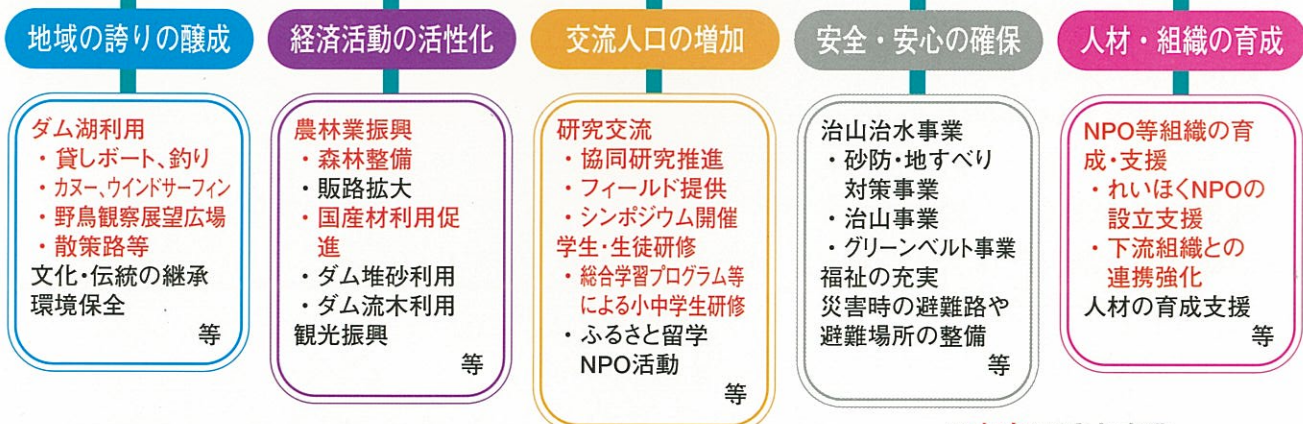 地域の誇りの醸成
ダム湖利用
・貸しボート、釣り
・カヌー、ウインドサーフィン
・野鳥観察展望広場
・散策路等
文化・伝統の継承
環境保全
等
経済活動の活性化
農林業振興
・森林整備
・販路拡大
・国産材利用促
進
・ダム堆砂利用
・ダム流木利用
観光振興
等
交流人口の増加
研究交流
・協同研究推進
・フィールド提供
・シンポジウム開催
学生・生徒研修
・総合学習プログラム等
による小中学生研修
・ふるさと留学
NPO活動
等
安全・安心の確保
治山治水事業
・砂防・地すべり
対策事業
・治山事業
・グリーンベルト事業
福祉の充実
災害時の避難路や
避難場所の整備
等
人材・組織の育成
NPO等組織の育
成・支援
・れいほくNPOの
設立支援
・下流組織との
連携強化
人材の育成支援
等